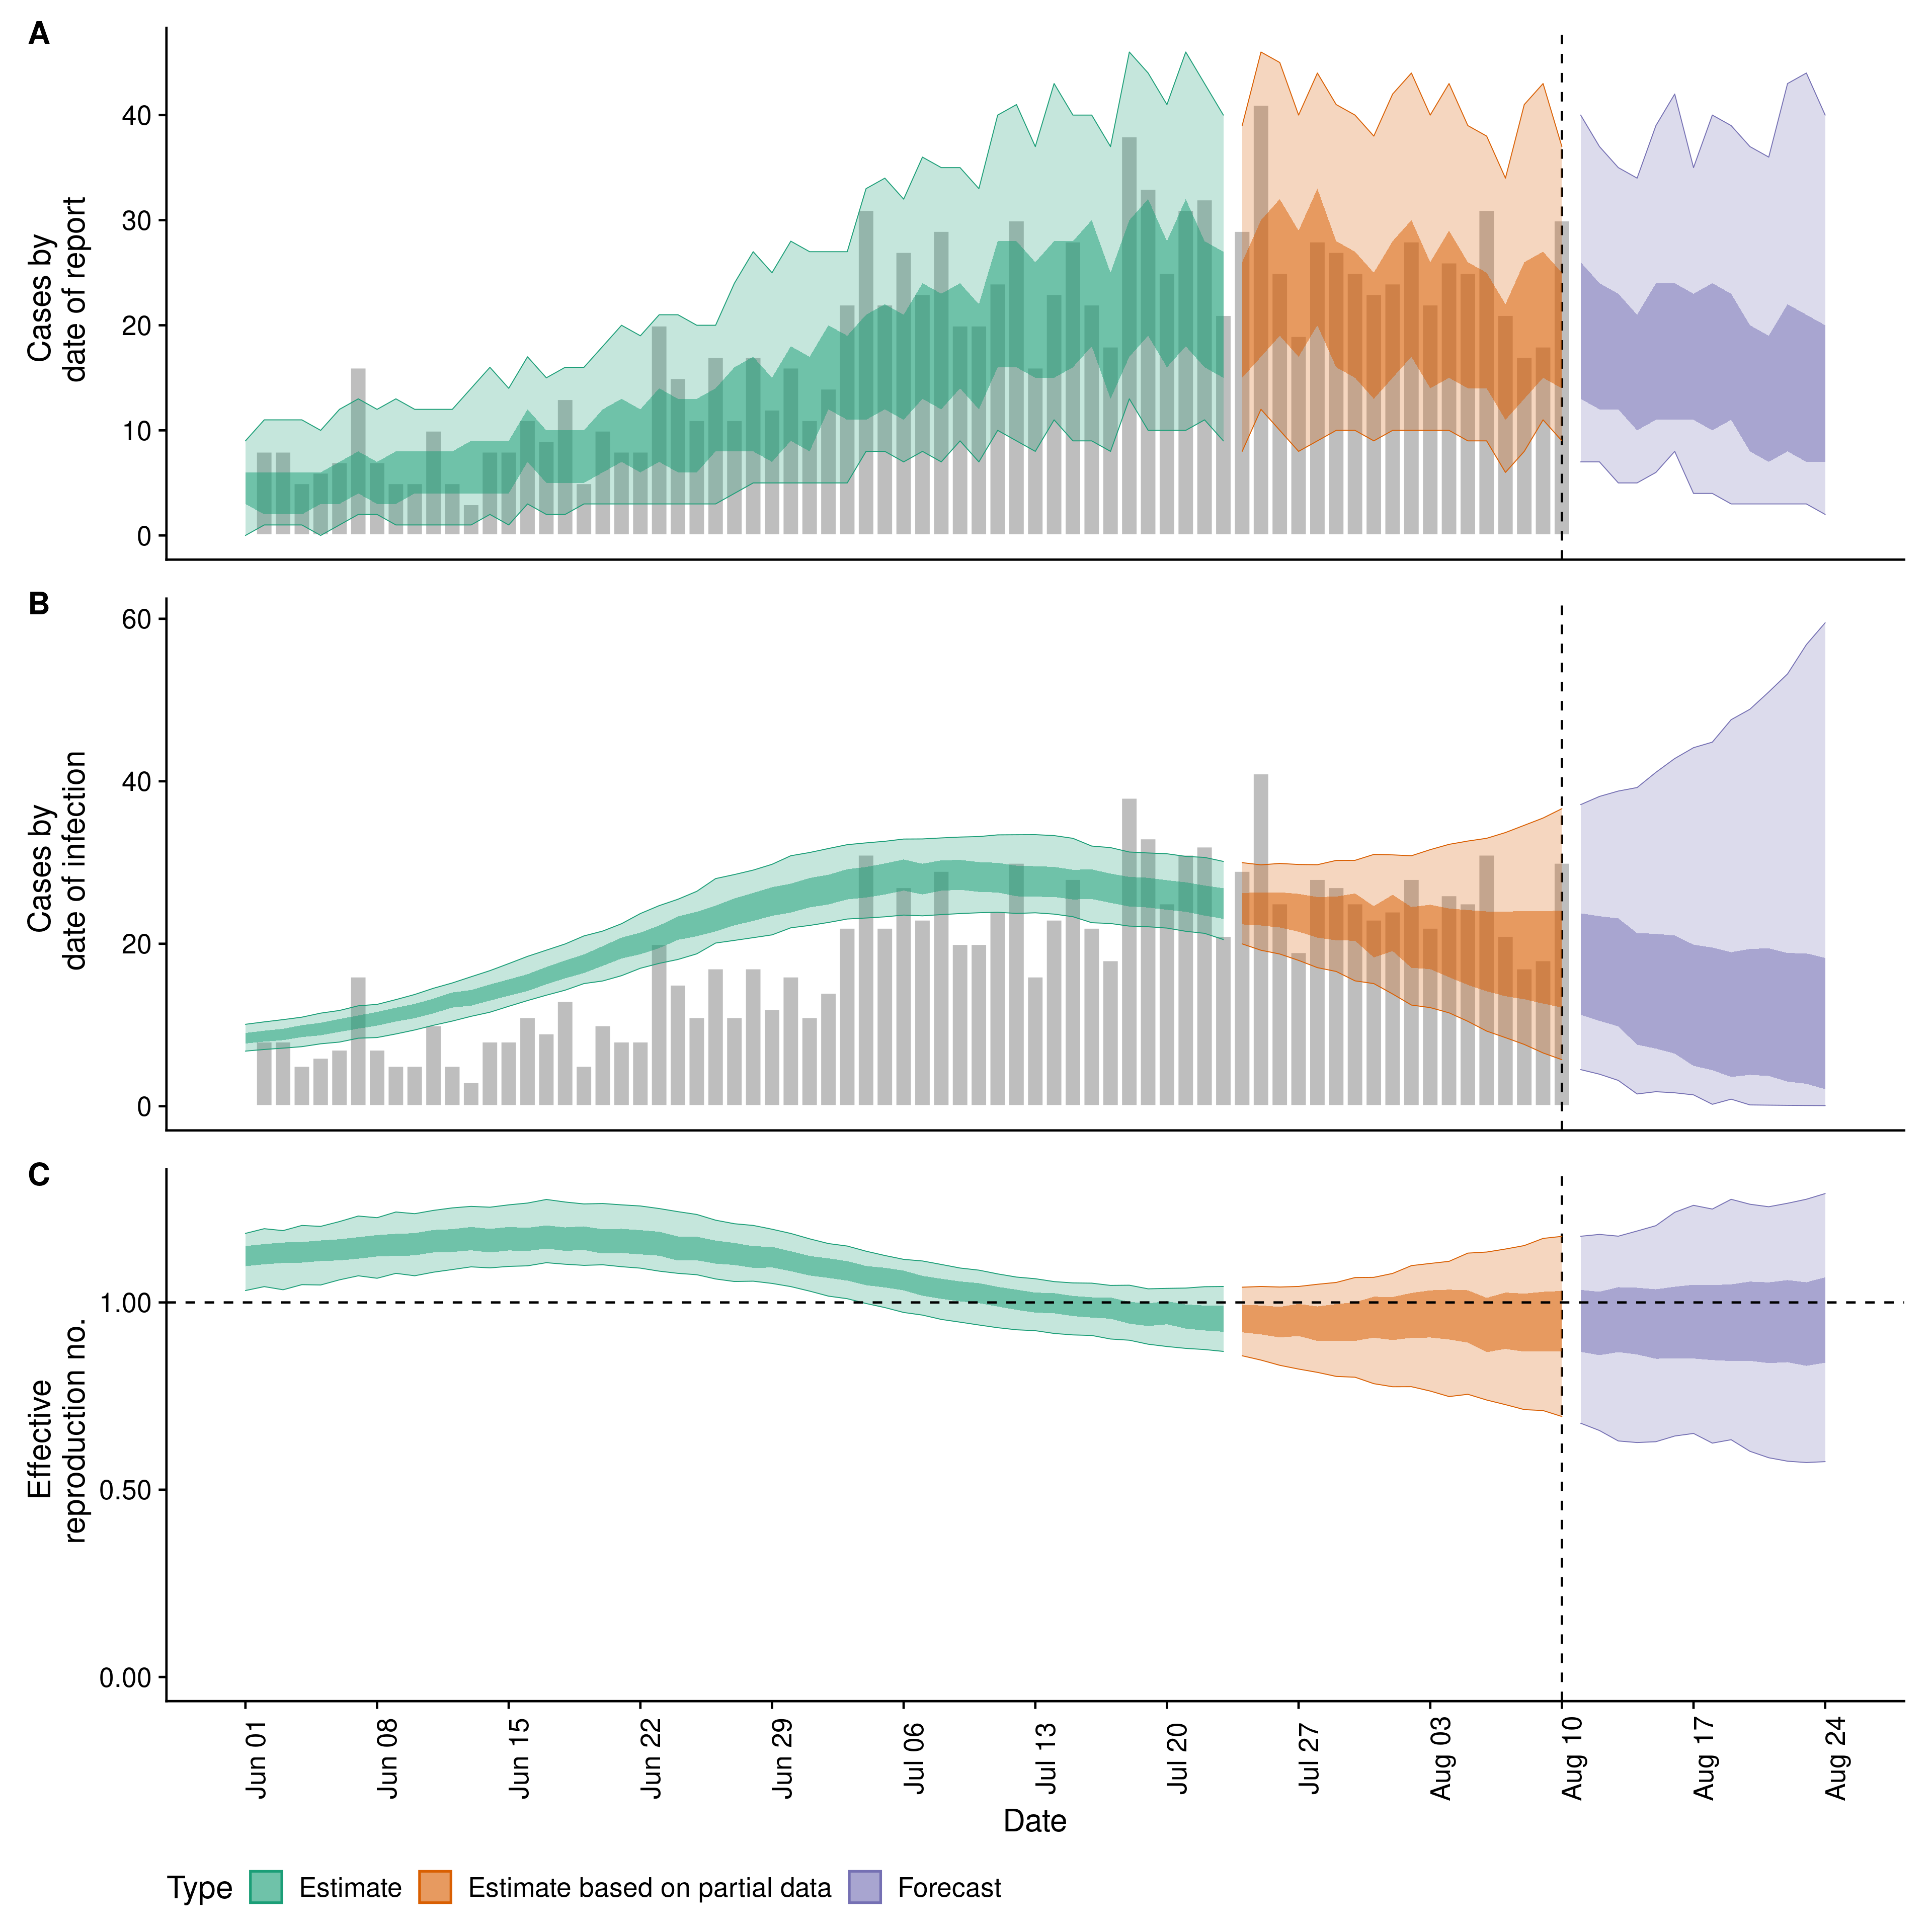 A
Cases by
date of report
40
30
20
10
0
B
Cases by
date of infection
60
40
20
0
C
Effective
reproduction no.
1.00
0.50
0.00
Jun 01
Jun 08
Jun 15
Jun 22
Jun 29
Jul 06
Jul 13
Jul 20
Jul 27
Aug 03
Aug 10
Aug 17
Aug 24
Date
Type Estimate Estimate based on partial data Forecast